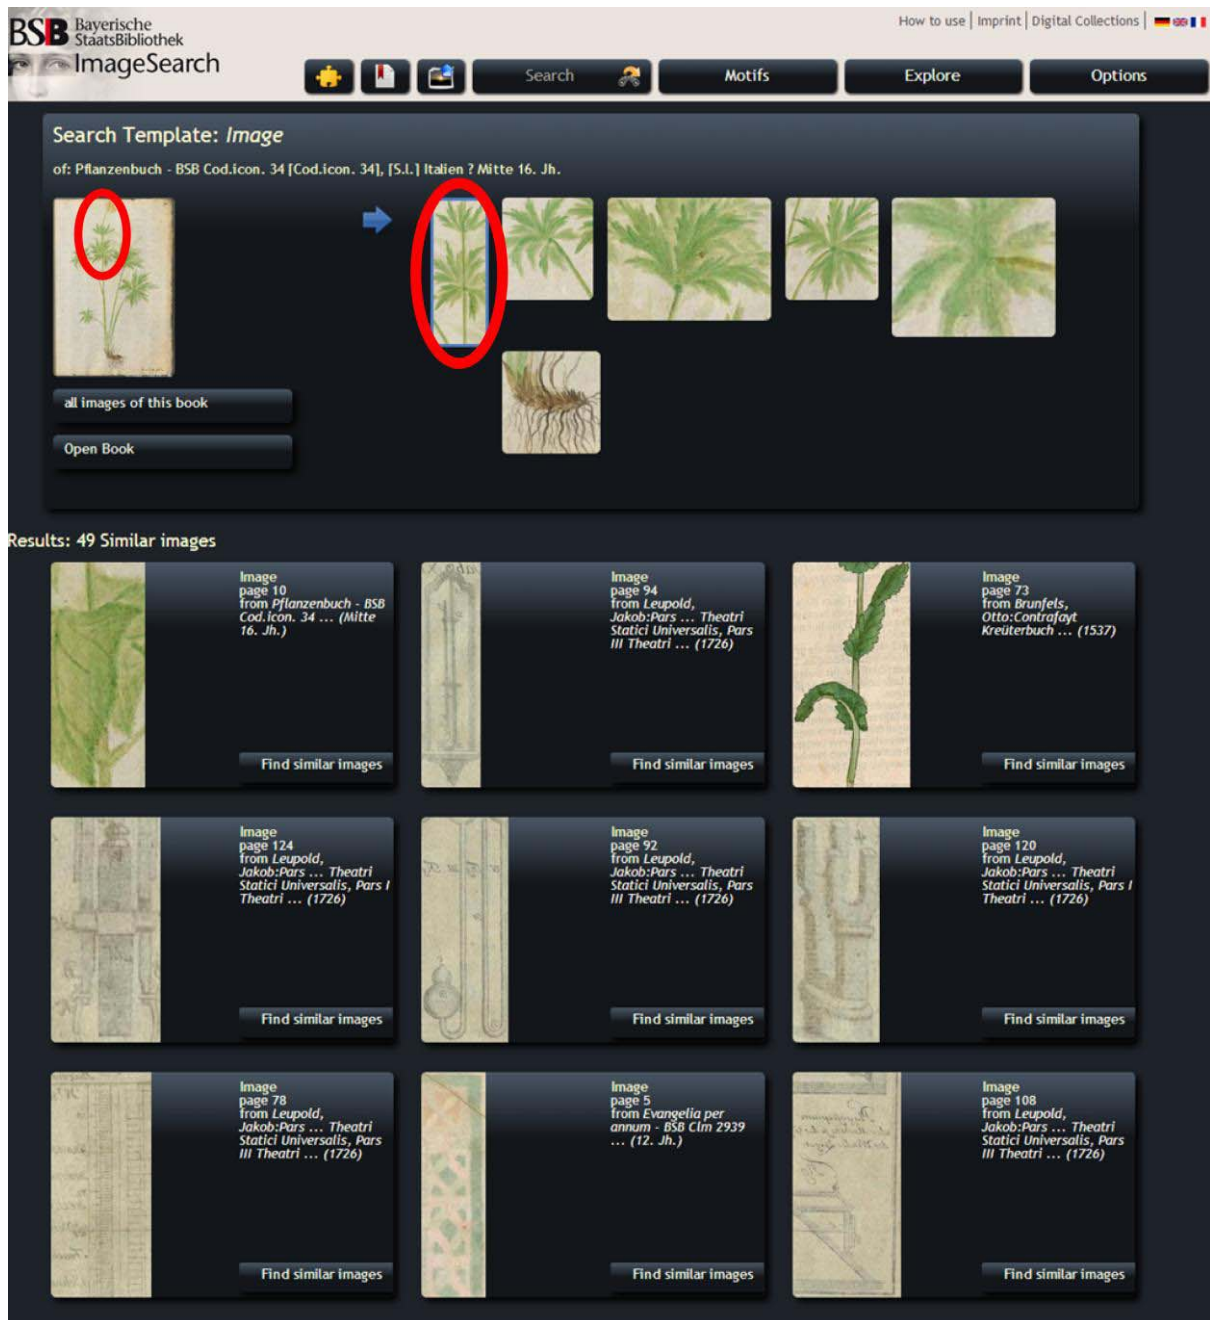 BSB Bayerische
StaatsBibliothek
ImageSearch
How to use | Imprint | Digital Collections |
Search
Motifs
Explore
Options
Search Template: Image
of: Pflanzenbuch - BSB Cod.icon. 34 [Cod.icon. 34], [S.l.] Italien ? Mitte 16. Jh.
all images of this book
Open Book
Results: 49 Similar images
Image
page 10
from Pflanzenbuch - BSB
Cod.icon. 34 ... (Mitte
16. Jh.)
Find similar images
Image
page 94
from Leupold,
Jakob:Pars ... Theatri
Statici Universalis, Pars
III Theatri ... (1726)
Find similar images
Image
page 73
from Brunfels,
Otto:Contrafayt
Kreüterbuch ... (1537)
Find similar images
Image
page 124
from Leupold,
Jakob:Pars ... Theatri
Statici Universalis, Pars I
Theatri ... (1726)
Find similar images
Image
page 92
from Leupold,
Jakob:Pars ... Theatri
Statici Universalis, Pars
III Theatri ... (1726)
Find similar images
Image
page 120
from Leupold,
Jakob:Pars ... Theatri
Statici Universalis, Pars I
Theatri ... (1726)
Find similar images
Image
page 78
from Leupold,
Jakob:Pars ... Theatri
Statici Universalis, Pars
III Theatri ... (1726)
Find similar images
Image
page 5
from Evangelia per
annum - BSB Clm 2939
... (12. Jh.)
Find similar images
Image
page 108
from Leupold,
Jakob:Pars ... Theatri
Statici Universalis, Pars
III Theatri ... (1726)
Find similar images